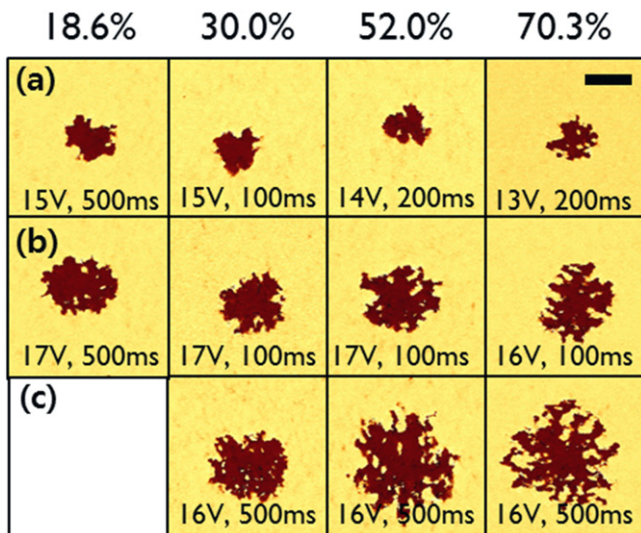 18.6% 30.0% 52.0% 70.3%
(a)
15V, 500ms 15V, 100ms 14V, 200ms 13V, 200ms
(b)
17V, 500ms 17V, 100ms 17V, 100ms 16V, 100ms
(c)
16V, 500ms 16V, 500ms 16V, 500ms